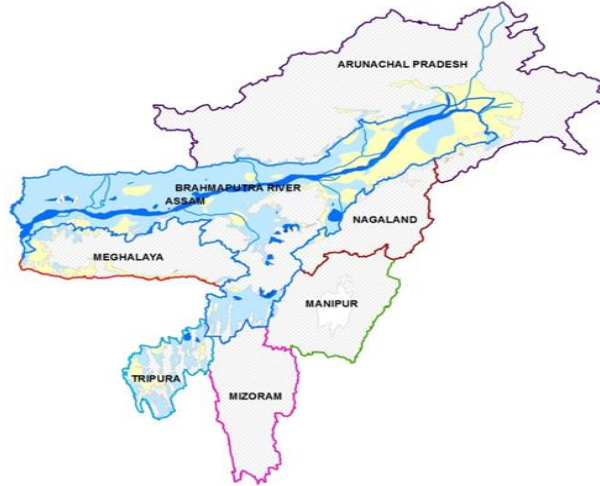 ARUNACHAL PRADESH
BRAHMAPUTRA RIVER
ASSAM
NAGALAND
MEGHALAYA
MANIPUR
TRIPURA
MIZORAM